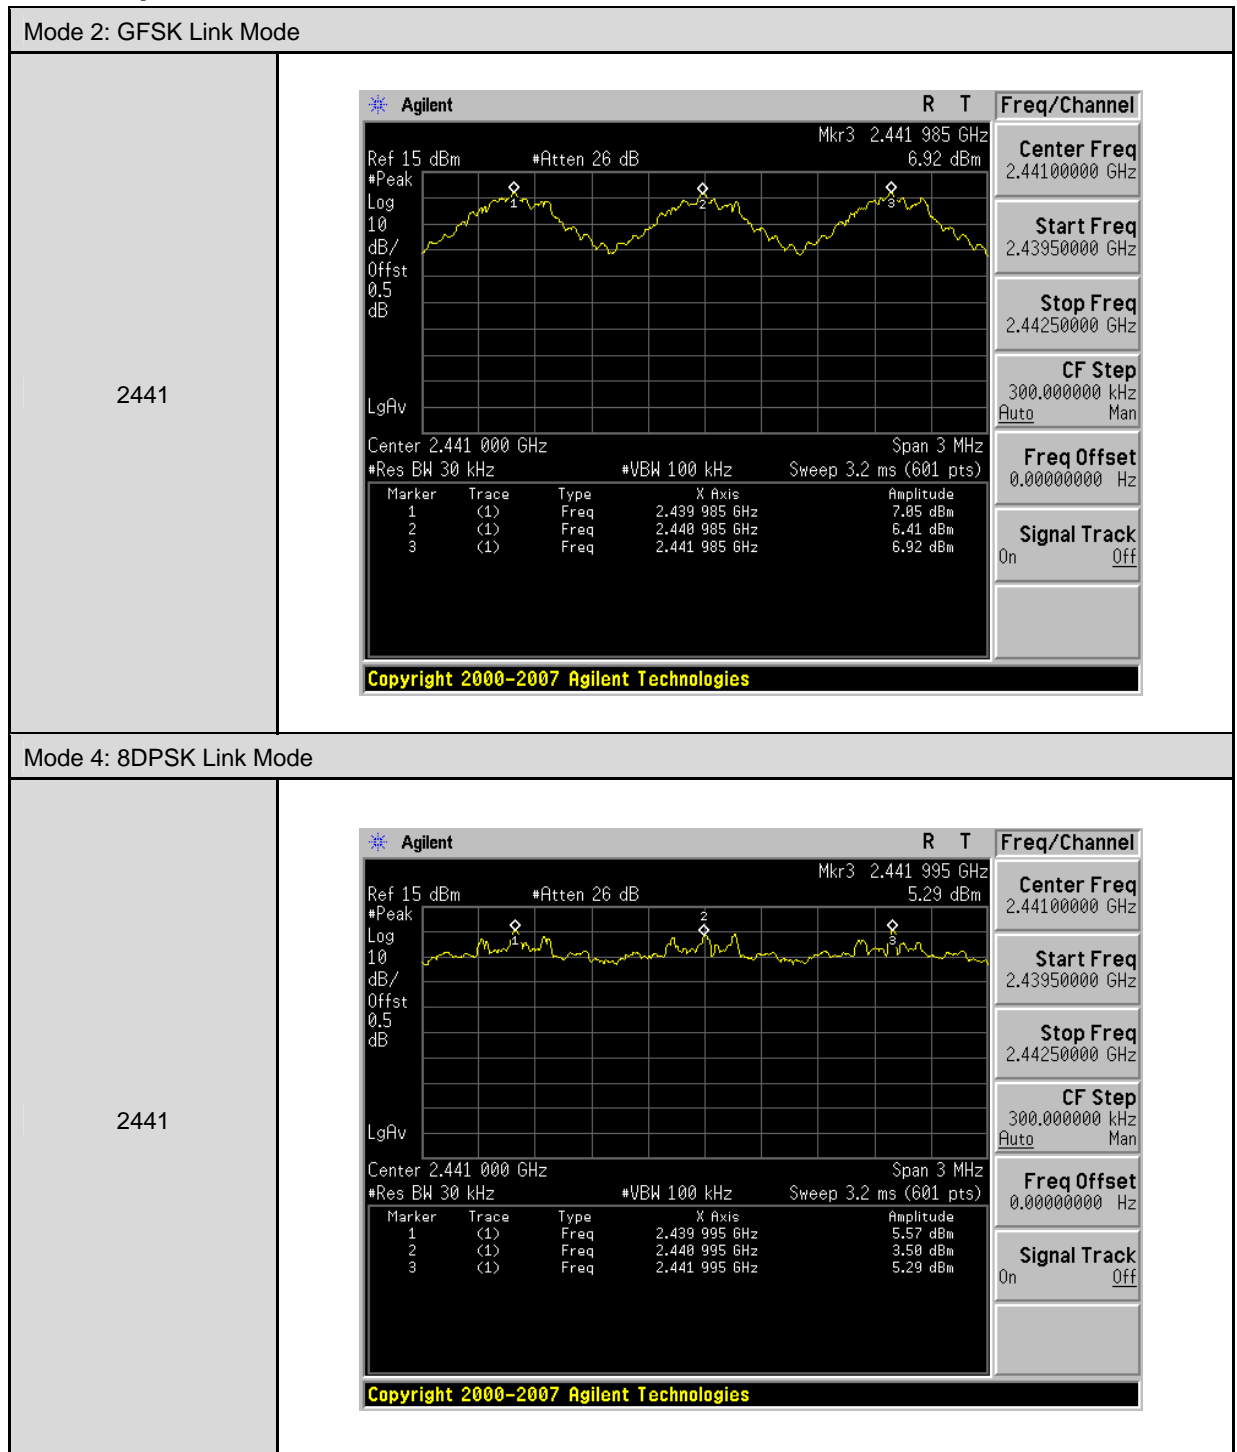 Mode 2: GFSK Link Mode
2441
Agilent R T Freq/Channel
Mkr3 2.441 985 GHz
Ref 15 dBm #Atten 26 dB 6.92 dBm
#Peak
Log
10
dB/
Offst
0.5
dB
LgAv
1
2
3
Center 2.441 000 GHz Span 3 MHz
#Res BW 30 kHz #VBW 100 kHz Sweep 3.2 ms (601 pts)
Marker Trace Type X Axis Amplitude
1 (1) Freq 2.439 985 GHz 7.05 dBm
2 (1) Freq 2.440 985 GHz 6.41 dBm
3 (1) Freq 2.441 985 GHz 6.92 dBm
Center Freq
2.44100000 GHz
Start Freq
2.43950000 GHz
Stop Freq
2.44250000 GHz
CF Step
300.000000 kHz
Auto Man
Freq Offset
0.00000000 Hz
Signal Track
On Off
Copyright 2000-2007 Agilent Technologies
Mode 4: 8DPSK Link Mode
2441
Agilent R T Freq/Channel
Mkr3 2.441 995 GHz
Ref 15 dBm #Atten 26 dB 5.29 dBm
#Peak
Log
10
dB/
Offst
0.5
dB
LgAv
1
2
3
Center 2.441 000 GHz Span 3 MHz
#Res BW 30 kHz #VBW 100 kHz Sweep 3.2 ms (601 pts)
Marker Trace Type X Axis Amplitude
1 (1) Freq 2.439 995 GHz 5.57 dBm
2 (1) Freq 2.440 995 GHz 3.50 dBm
3 (1) Freq 2.441 995 GHz 5.29 dBm
Center Freq
2.44100000 GHz
Start Freq
2.43950000 GHz
Stop Freq
2.44250000 GHz
CF Step
300.000000 kHz
Auto Man
Freq Offset
0.00000000 Hz
Signal Track
On Off
Copyright 2000-2007 Agilent Technologies